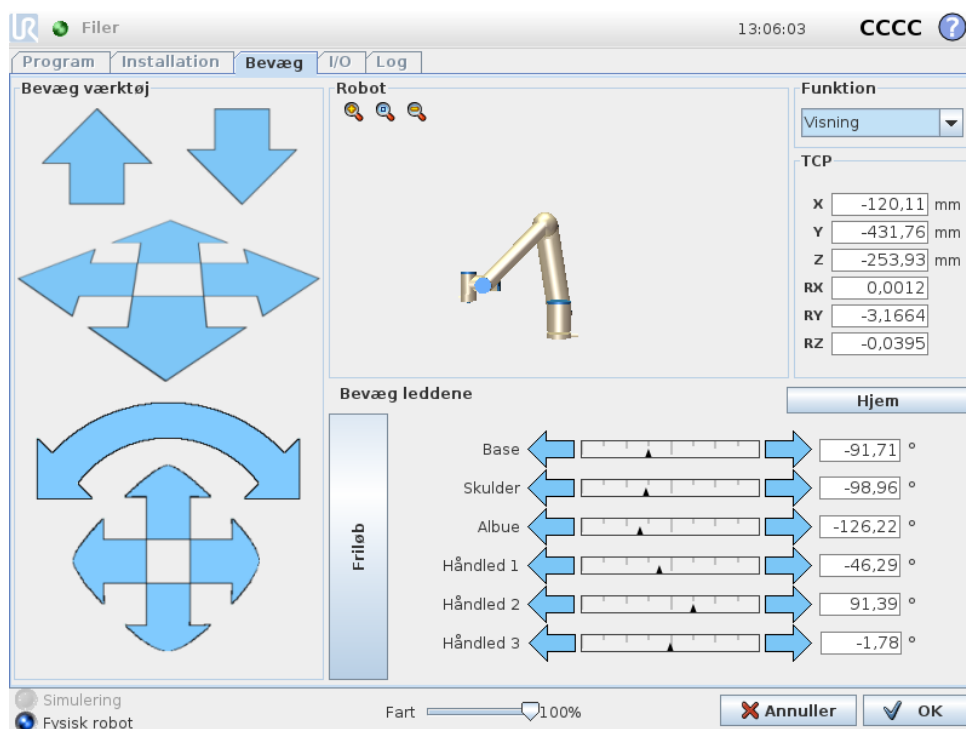 UR Filer 13:06:03 CCCC ?
Program Installation Bevæg I/O Log
Bevæg værktøj
Robot
Funktion
Visning
TCP
X -120,11 mm
Y -431,76 mm
Z -253,93 mm
RX 0,0012
RY -3,1664
RZ -0,0395
Bevæg leddene
Hjem
Friløb
Base -91,71 °
Skulder -98,96 °
Albue -126,22 °
Håndled 1 -46,29 °
Håndled 2 91,39 °
Håndled 3 -1,78 °
Simulering
Fysisk robot
Fart 100%
Annuller
OK